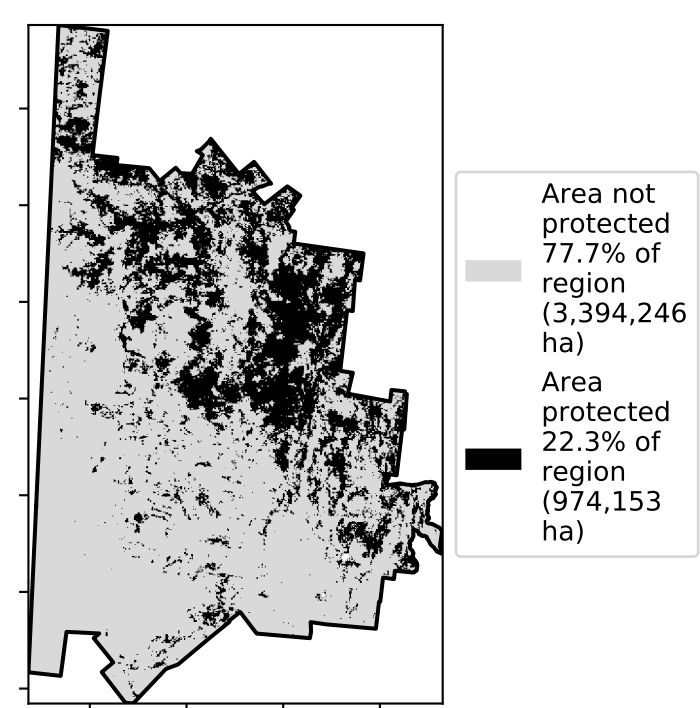 Area not
protected
77.7% of
region
(3,394,246
ha)
Area
protected
22.3% of
region
(974,153
ha)